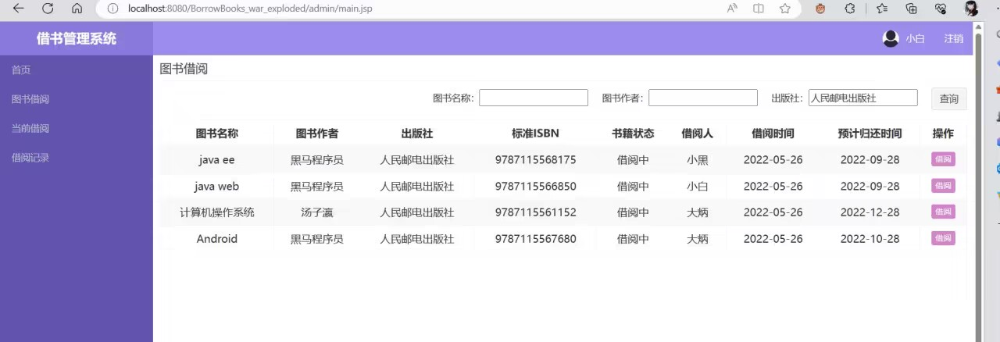 localhost:8080/BorrowBooks_war_exploded/admin/main.jsp
借书管理系统
小白 注销
首页
图书借阅
当前借阅
借阅记录
图书借阅
图书名称: 图书作者: 出版社: 人民邮电出版社 查询
图书名称 图书作者 出版社 标准ISBN 书籍状态 借阅人 借阅时间 预计归还时间 操作
java ee 黑马程序员 人民邮电出版社 9787115568175 借阅中 小黑 2022-05-26 2022-09-28 借阅
java web 黑马程序员 人民邮电出版社 9787115566850 借阅中 小白 2022-05-26 2022-09-28 借阅
计算机操作系统 汤子瀛 人民邮电出版社 9787115561152 借阅中 大炳 2022-05-26 2022-12-28 借阅
Android 黑马程序员 人民邮电出版社 9787115567680 借阅中 大炳 2022-05-26 2022-10-28 借阅